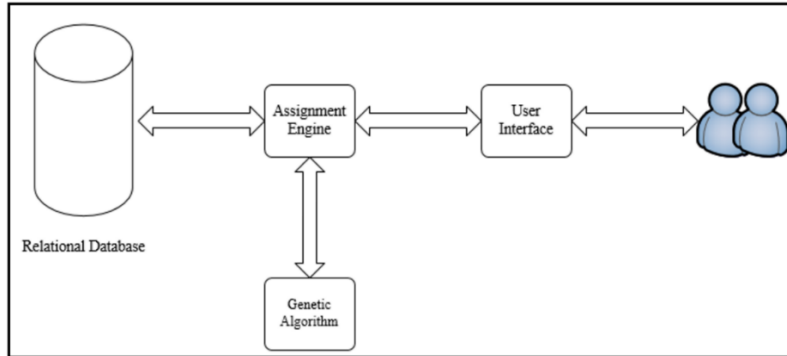 Assignment
Engine
User
Interface
Relational Database
Genetic
Algorithm